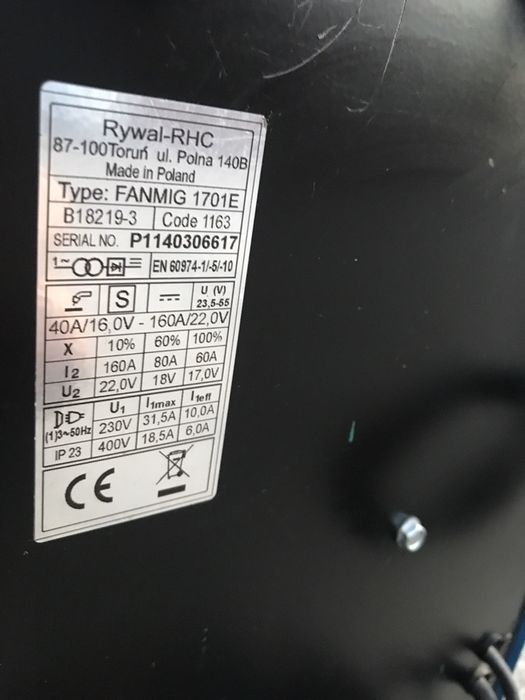 Rywal-RHC
87-100Toruń ul. Polna 140B
Made in Poland
Type: FANMIG 1701E
B18219-3 Code 1163
SERIAL NO. P1140306617
1~ EN 60974-1/-5/-10
S U (V)
23,5-55
40A/16,0V - 160A/22,0V
X 10% 60% 100%
I2 160A 80A 60A
U2 22,0V 18V 17,0V
U1 I1max I1eff
(1)3~50Hz 230V 31,5A 10,0A
IP 23 400V 18,5A 6,0A
CE